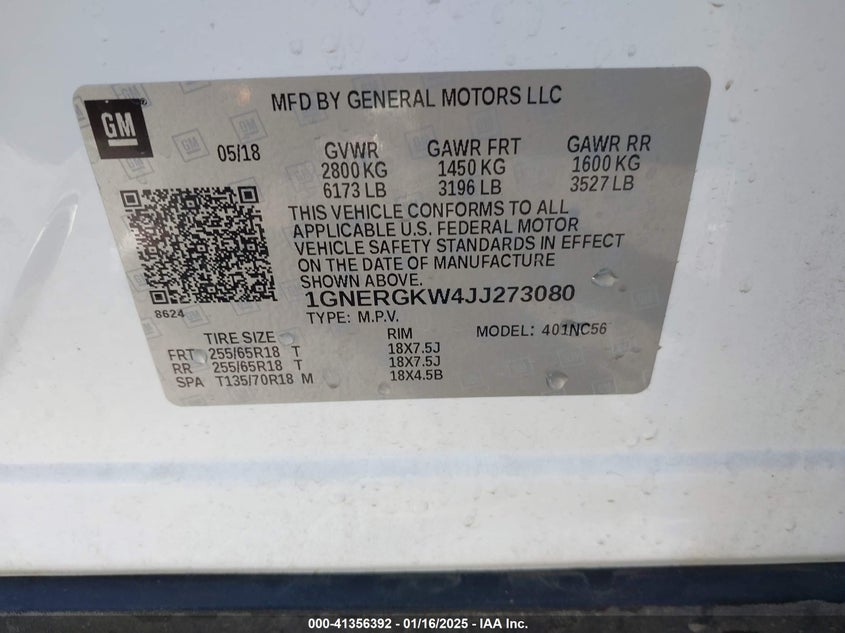 GM
MFD BY GENERAL MOTORS LLC
05/18
GVWR GAWR FRT GAWR RR
2800 KG 1450 KG 1600 KG
6173 LB 3196 LB 3527 LB
THIS VEHICLE CONFORMS TO ALL
APPLICABLE U.S. FEDERAL MOTOR
VEHICLE SAFETY STANDARDS IN EFFECT
ON THE DATE OF MANUFACTURE
SHOWN ABOVE.
8624
1GNERGKW4JJ273080
TYPE: M.P.V. MODEL: 401NC56
TIRE SIZE RIM
FRT 255/65R18 T 18X7.5J
RR 255/65R18 T 18X7.5J
SPA T135/70R18 M 18X4.5B
000-41356392 - 01/16/2025 - IAA Inc.